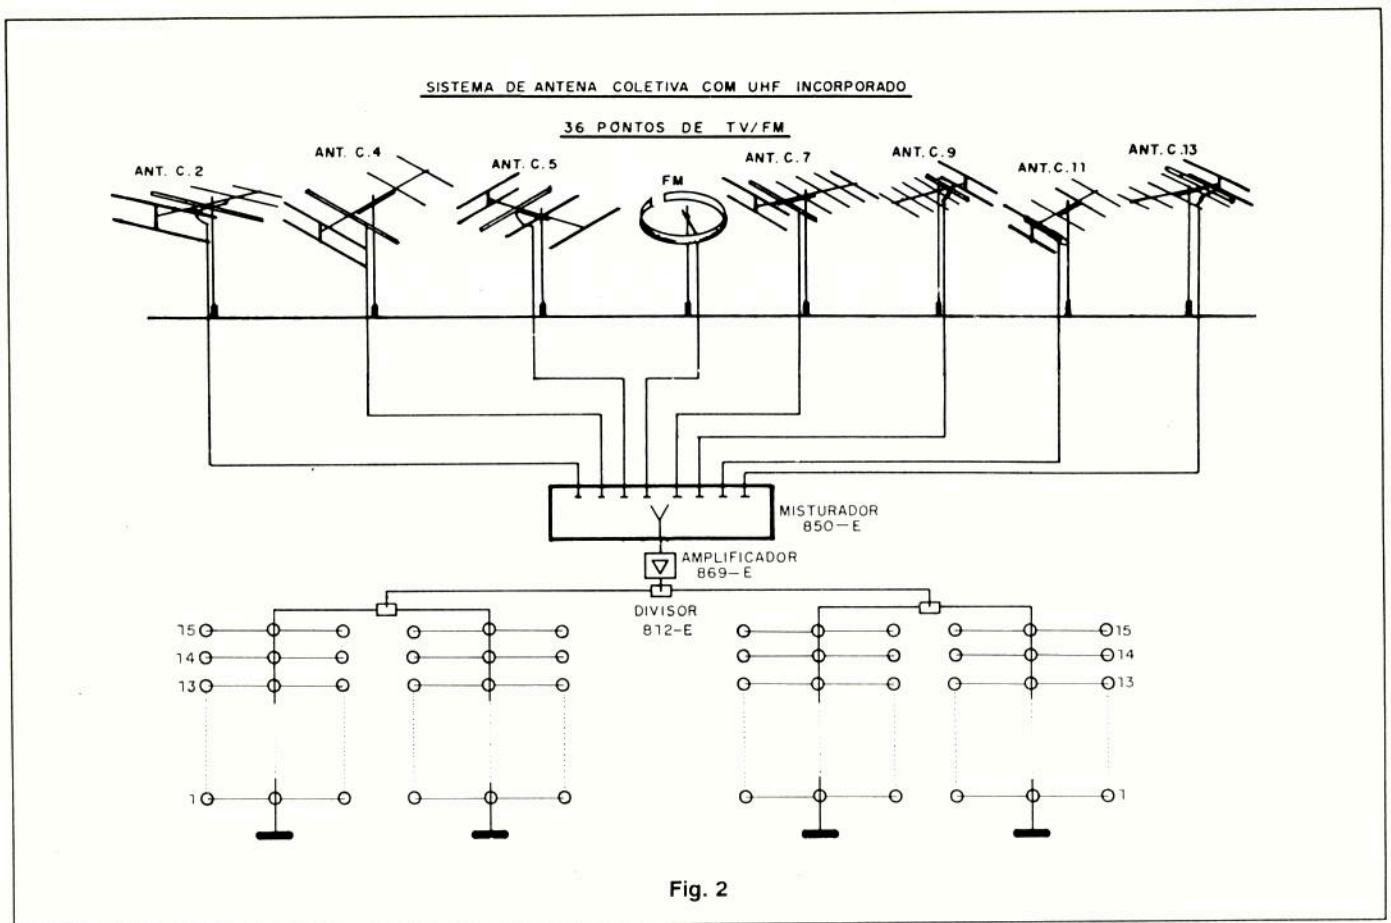 SISTEMA DE ANTENA COLETIVA COM UHF INCORPORADO
36 PONTOS DE TV/FM
ANT. C.2
ANT. C.4
ANT. C.5
FM
ANT. C.7
ANT. C.9
ANT. C.11
ANT. C.13
MISTURADOR
850-E
AMPLIFICADOR
869-E
DIVISOR
812-E
15
14
13
1
15
14
13
1
Fig. 2